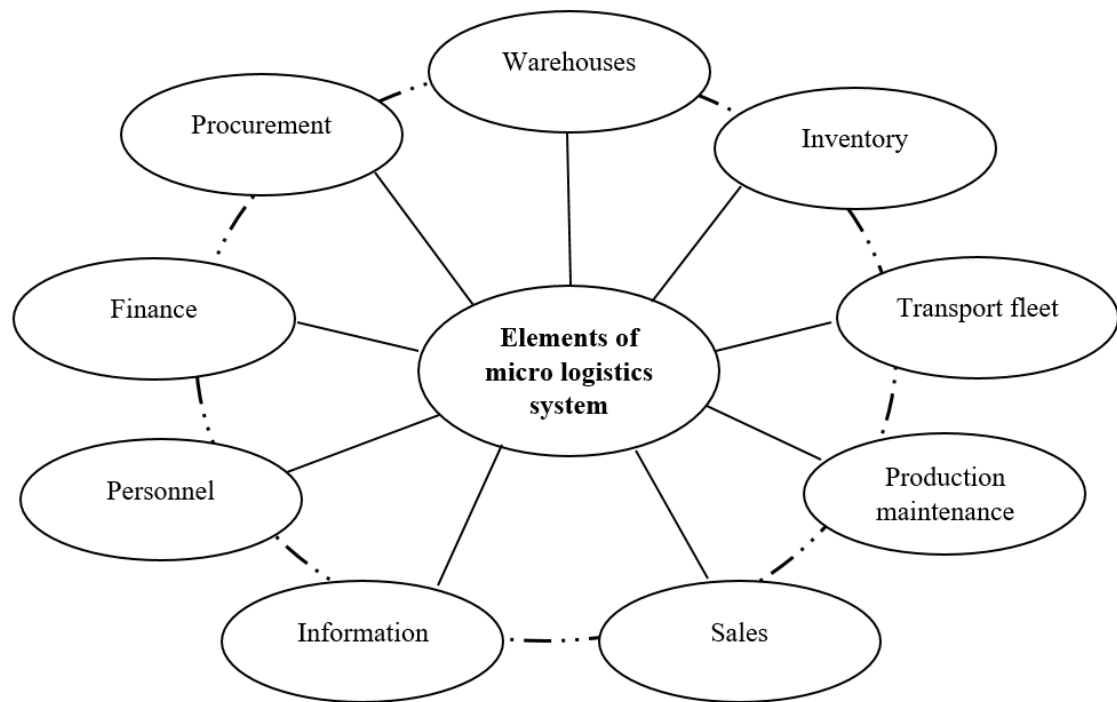 Warehouses
Procurement
Inventory
Finance
Transport fleet
Elements of
micro logistics
system
Personnel
Production
maintenance
Information
Sales